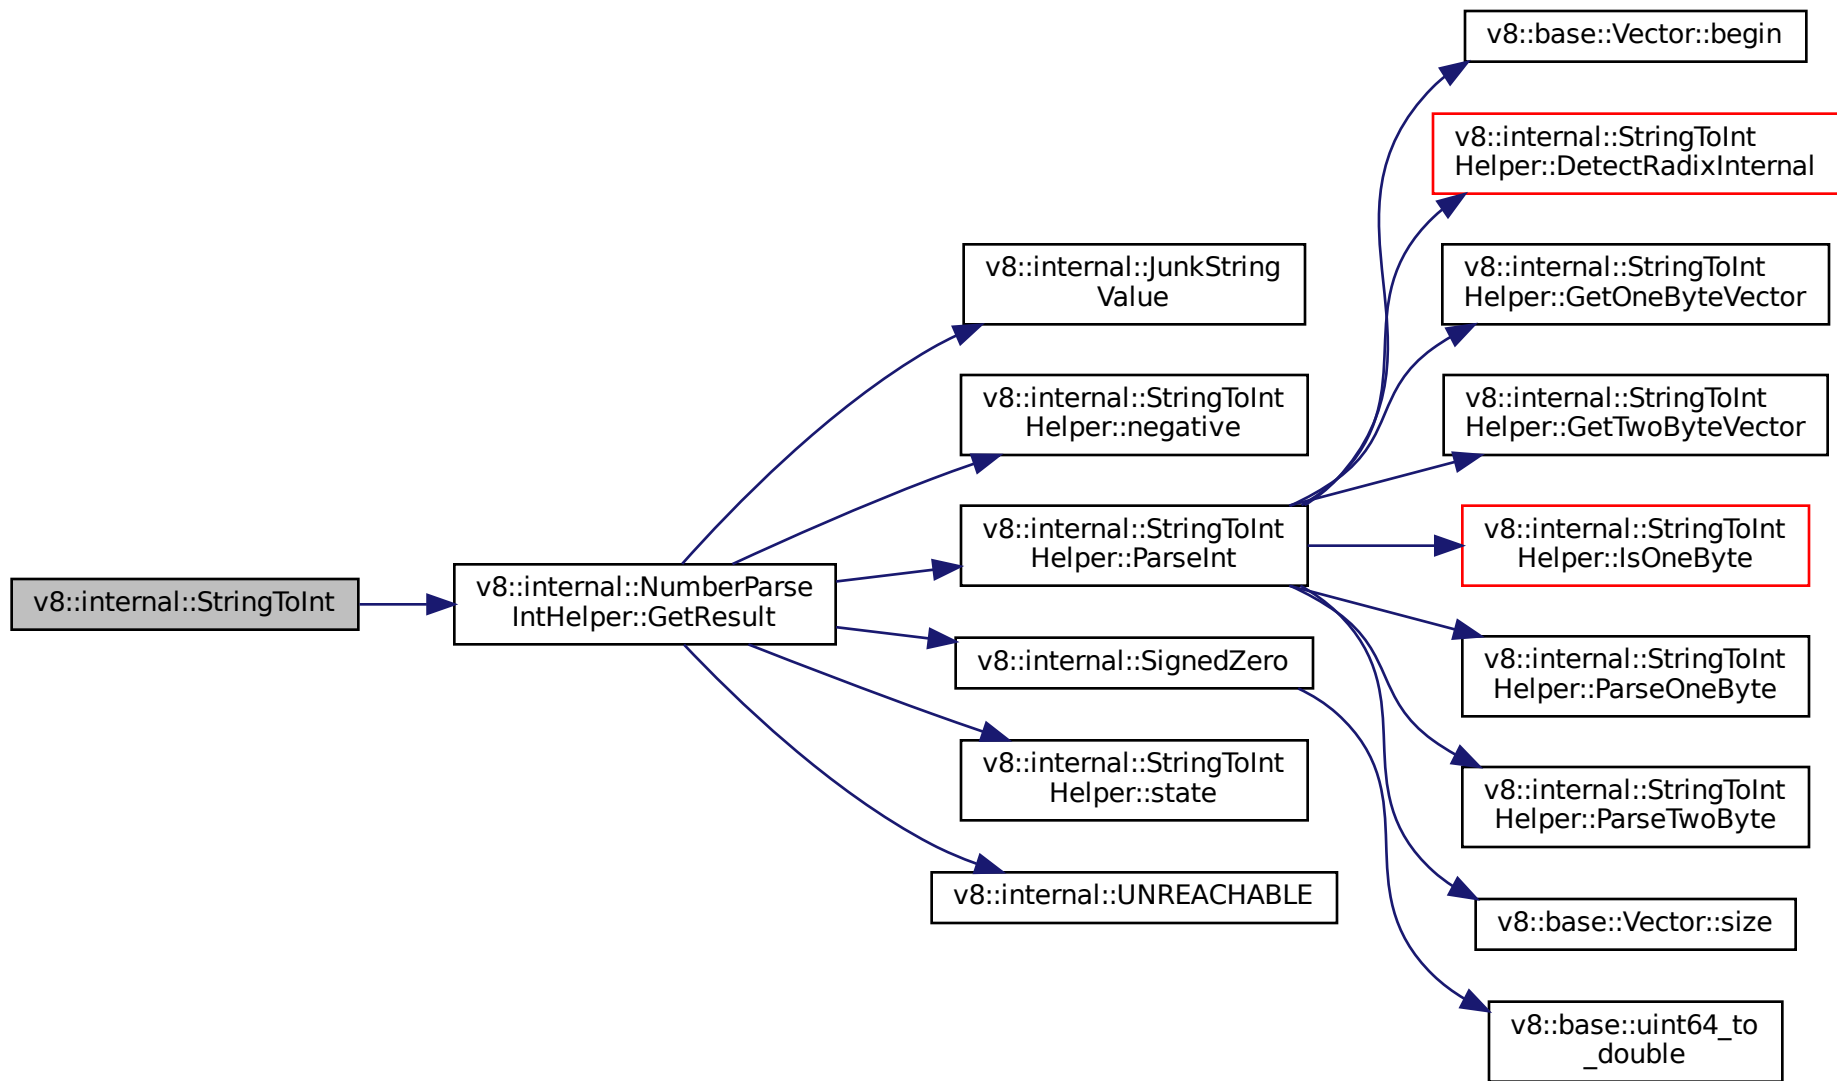 v8::internal::StringToInt
v8::internal::NumberParse
IntHelper::GetResult
v8::internal::JunkString
Value
v8::internal::StringToInt
Helper::negative
v8::internal::StringToInt
Helper::ParseInt
v8::internal::SignedZero
v8::internal::StringToInt
Helper::state
v8::internal::UNREACHABLE
v8::base::Vector::begin
v8::internal::StringToInt
Helper::DetectRadixInternal
v8::internal::StringToInt
Helper::GetOneByteVector
v8::internal::StringToInt
Helper::GetTwoByteVector
v8::internal::StringToInt
Helper::IsOneByte
v8::internal::StringToInt
Helper::ParseOneByte
v8::internal::StringToInt
Helper::ParseTwoByte
v8::base::Vector::size
v8::base::uint64_to
_double